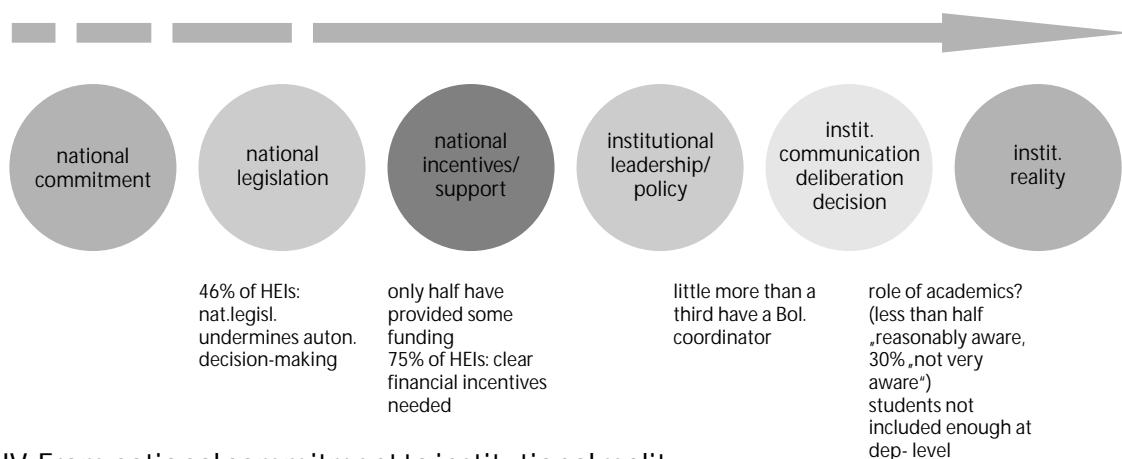 national
commitment
national
legislation
national
incentives/
support
institutional
leadership/
policy
instit.
communication
deliberation
decision
instit.
reality
46% of HEIs:
nat.legisl.
undermines auton.
decision-making
only half have
provided some
funding
75% of HEIs: clear
financial incentives
needed
little more than a
third have a Bol.
coordinator
role of academics?
(less than half
„reasonably aware,
30%„not very
aware“)
students not
included enough at
dep- level